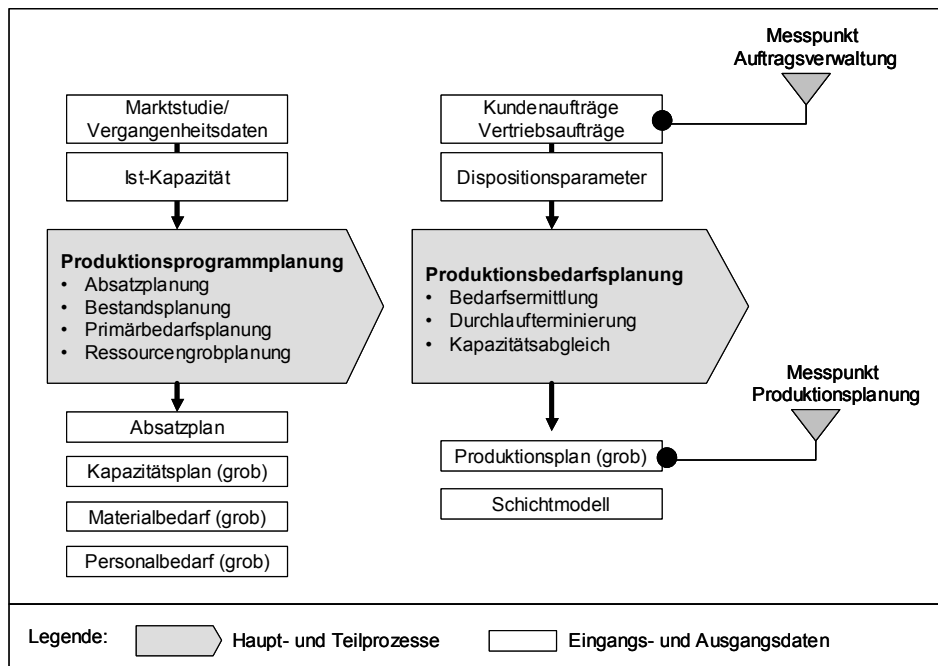 Messpunkt
Auftragsverwaltung
Marktstudie/
Vergangenheitsdaten
Ist-Kapazität
Produktionsprogrammplanung
• Absatzplanung
• Bestandsplanung
• Primärbedarfsplanung
• Ressourcengrobplanung
Absatzplan
Kapazitätsplan (grob)
Materialbedarf (grob)
Personalbedarf (grob)
Kundenaufträge
Vertriebsaufträge
Dispositionsparameter
Produktionsbedarfsplanung
• Bedarfsermittlung
• Durchlaufterminierung
• Kapazitätsabgleich
Messpunkt
Produktionsplanung
Produktionsplan (grob)
Schichtmodell
Legende:
Haupt- und Teilprozesse
Eingangs- und Ausgangsdaten